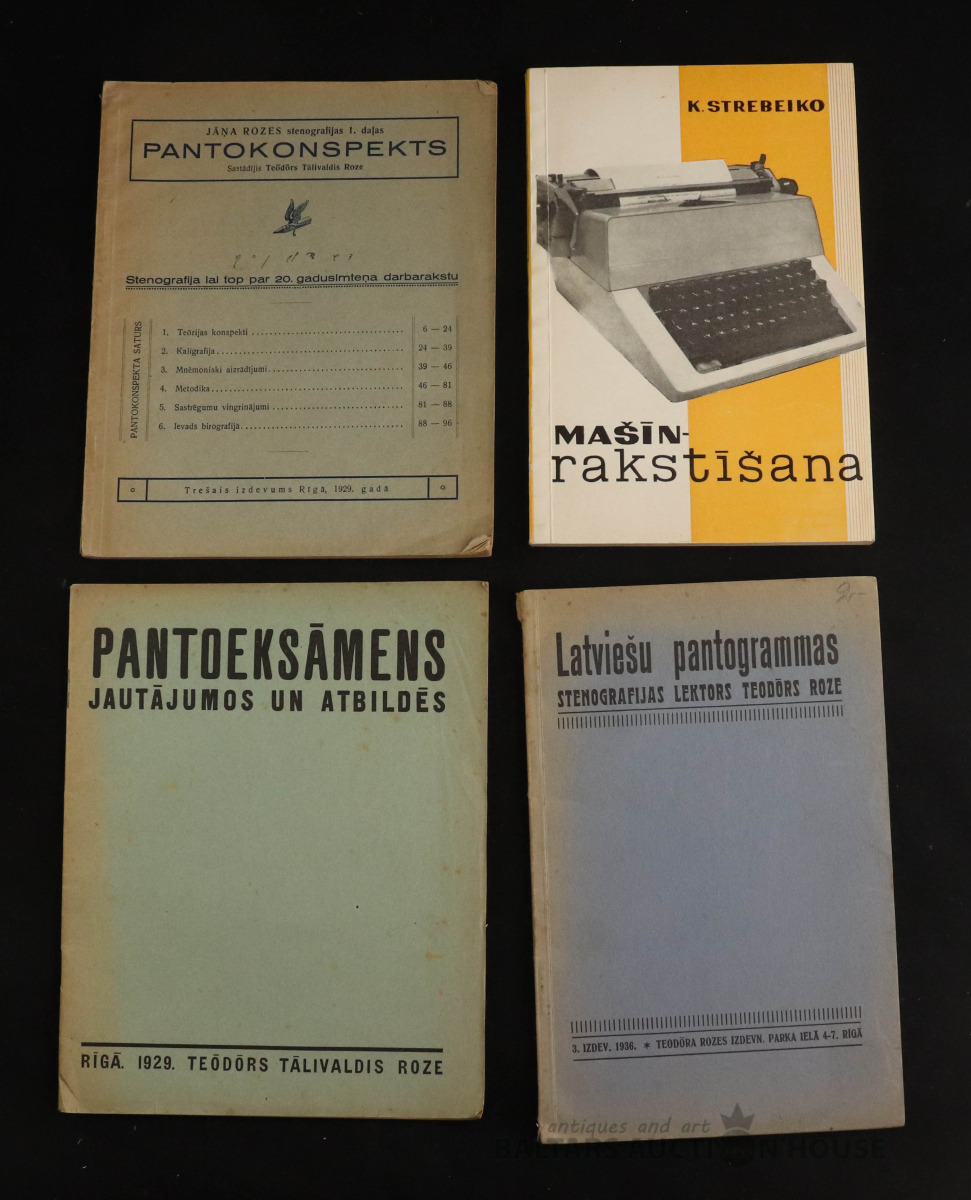 JĀŅA ROZES stenografijas I. daļas
PANTOKONSPEKTS
Sastādījis Teōdōrs Tālivaldis Roze
Stenografija lai top par 20. gadusimteņa darbarakstu
PANTOKONSPEKTA SATURS
1. Teōrijas konspekti ........ 6 — 24
2. Kaligrafija ........ 24 — 39
3. Mnēmoniski aizrādījumi ........ 39 — 46
4. Metodika ........ 46 — 81
5. Sastrēgumu vingrinājumi ........ 81 — 88
6. Ievads birografijā ........ 88 — 96
Trešais izdevums Rīgā, 1929. gadā
K. STREBEIKO
MAŠĪN-
rakstīšana
PANTOEKSĀMENS
JAUTĀJUMOS UN ATBILDĒS
RĪGĀ. 1929. TEŌDŌRS TĀLIVALDIS ROZE
Latviešu pantogrammas
STENOGRAFIJAS LEKTORS TEODŌRS ROZE
3. IZDEV. 1936. * TEODŌRA ROZES IZDEVN. PARKA IELĀ 4-7, RĪGĀ
antiques and art
BALTARS AUCTION HOUSE